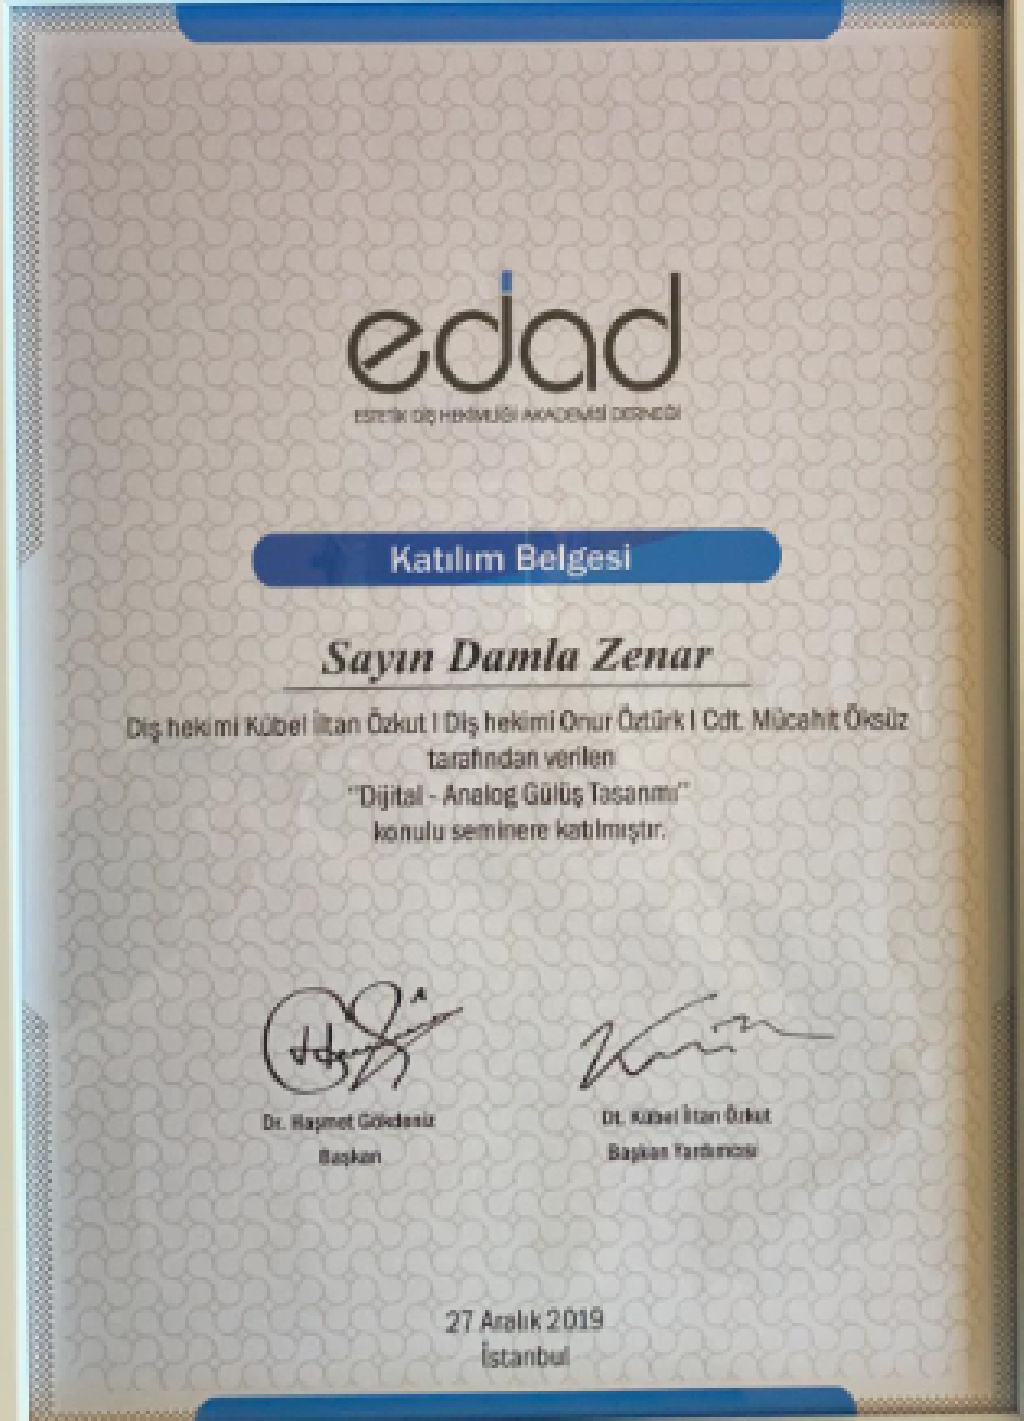 edad
ESTETİK DİŞ HEKİMLİĞİ AKADEMİSİ DERNEĞİ
Katılım Belgesi
Sayın Damla Zenar
Diş hekimi Kübel İltan Özkut I Diş hekimi Onur Öztürk I Cdt. Mücahit Öksüz
tarafından verilen
"Dijital - Analog Gülüş Tasarımı"
konulu seminere katılmıştır.
Dr. Haşmet Gökdeniz
Başkan
Dt. Kübel İltan Özkut
Başkan Yardımcısı
27 Aralık 2019
İstanbul